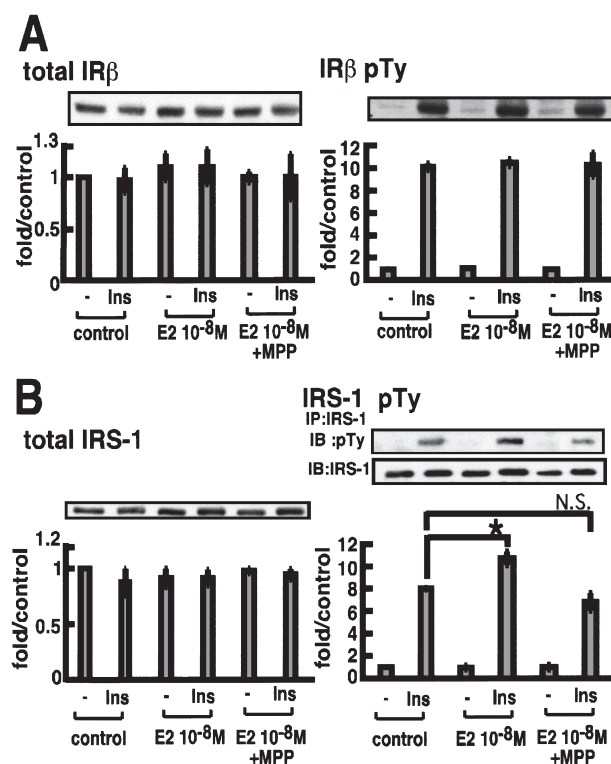 A
total IRβ
IRβ pTy
fold/control
1.3
1
0.5
0
- Ins - Ins - Ins
control E2 10-8M E2 10-8M
+MPP
fold/control
12
10
8
6
4
2
0
- Ins - Ins - Ins
control E2 10-8M E2 10-8M
+MPP
B
total IRS-1
IRS-1 pTy
IP:IRS-1
IB :pTy
IB:IRS-1
fold/control
1.2
1
0.5
0
- Ins - Ins - Ins
control E2 10-8M E2 10-8M
+MPP
N.S.
*
fold/control
12
10
8
6
4
2
0
- Ins - Ins - Ins
control E2 10-8M E2 10-8M
+MPP